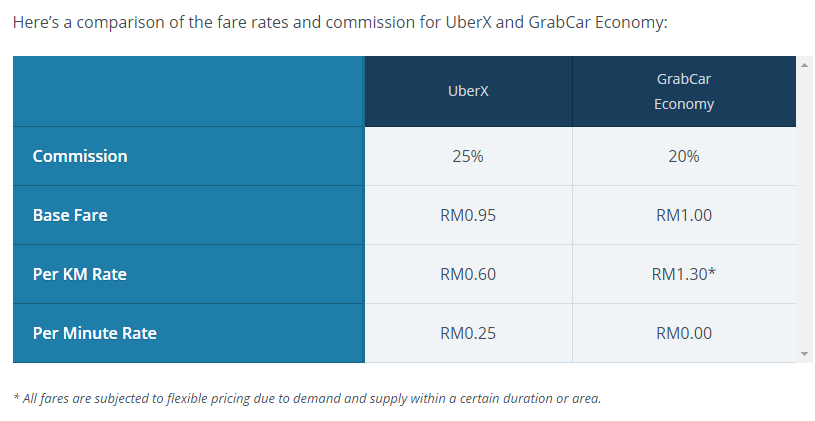 Here’s a comparison of the fare rates and commission for UberX and GrabCar Economy:
UberX
GrabCar
Economy
Commission 25% 20%
Base Fare RM0.95 RM1.00
Per KM Rate RM0.60 RM1.30*
Per Minute Rate RM0.25 RM0.00
* All fares are subjected to flexible pricing due to demand and supply within a certain duration or area.